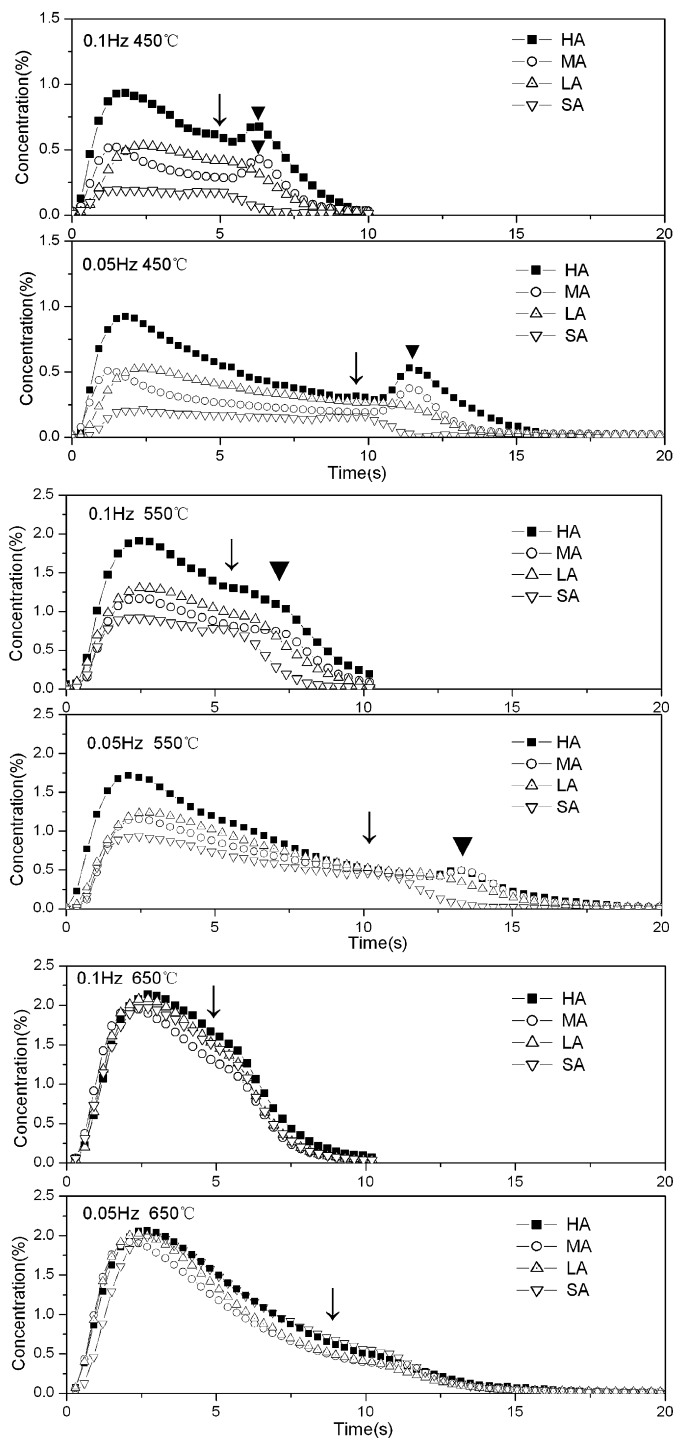 0.1Hz 450℃
Concentration(%)
1.5
1.0
0.5
0.0
HA
MA
LA
SA
0 5 10 15 20
0.05Hz 450℃
Concentration(%)
1.5
1.0
0.5
0.0
HA
MA
LA
SA
0 5 10 15 20
Time(s)
0.1Hz 550℃
Concentration(%)
2.5
2.0
1.5
1.0
0.5
0.0
HA
MA
LA
SA
0 5 10 15 20
0.05Hz 550℃
Concentration(%)
2.5
2.0
1.5
1.0
0.5
0.0
HA
MA
LA
SA
0 5 10 15 20
Time(s)
0.1Hz 650℃
Concentration(%)
2.5
2.0
1.5
1.0
0.5
0.0
HA
MA
LA
SA
0 5 10 15 20
0.05Hz 650℃
Concentration(%)
2.5
2.0
1.5
1.0
0.5
0.0
HA
MA
LA
SA
0 5 10 15 20
Time(s)